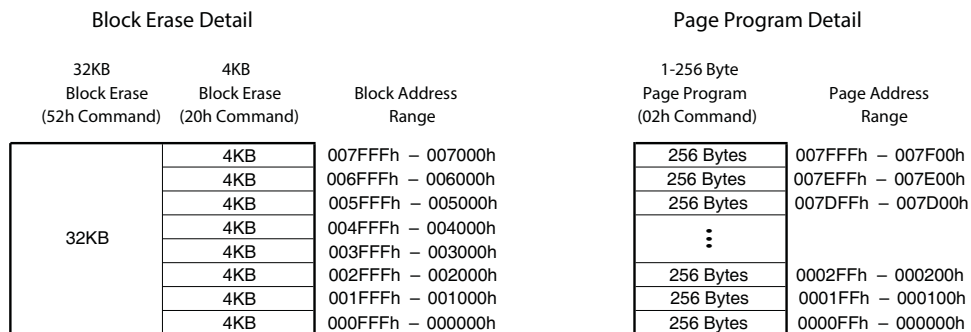 Block Erase Detail
32KB 4KB
Block Erase Block Erase Block Address
(52h Command) (20h Command) Range
32KB
4KB 007FFFh – 007000h
4KB 006FFFh – 006000h
4KB 005FFFh – 005000h
4KB 004FFFh – 004000h
4KB 003FFFh – 003000h
4KB 002FFFh – 002000h
4KB 001FFFh – 001000h
4KB 000FFFh – 000000h
Page Program Detail
1-256 Byte
Page Program Page Address
(02h Command) Range
256 Bytes 007FFFh – 007F00h
256 Bytes 007EFFh – 007E00h
256 Bytes 007DFFh – 007D00h
256 Bytes 0002FFh – 000200h
256 Bytes 0001FFh – 000100h
256 Bytes 0000FFh – 000000h